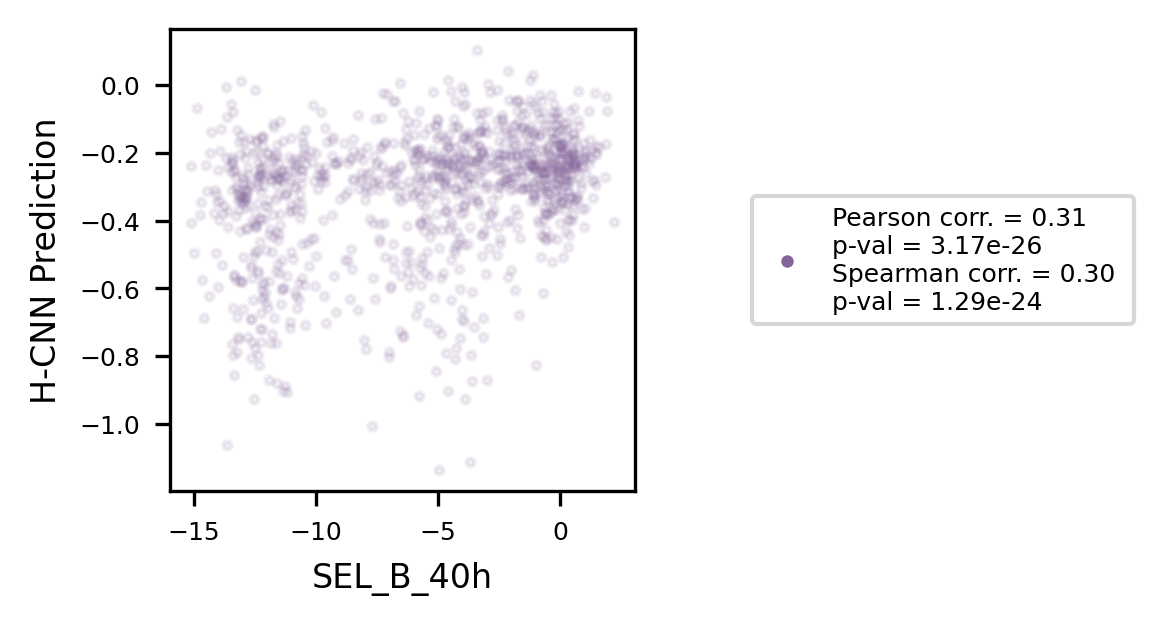 0.0
−0.2
−0.4
−0.6
−0.8
−1.0
H-CNN Prediction
−15
−10
−5
0
SEL_B_40h
Pearson corr. = 0.31
p-val = 3.17e-26
Spearman corr. = 0.30
p-val = 1.29e-24